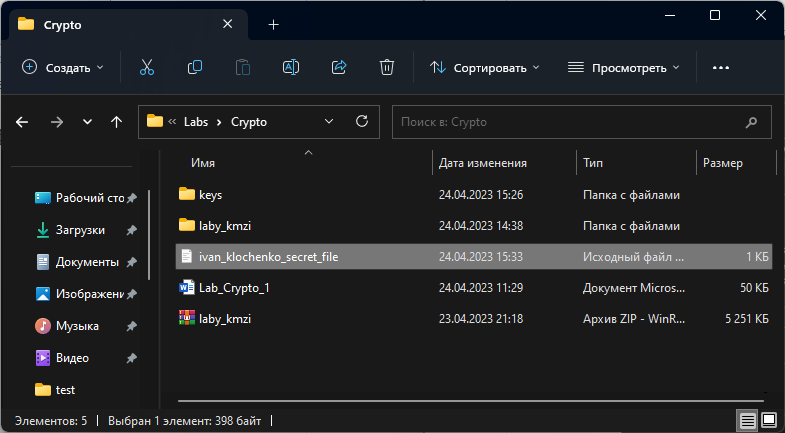 Crypto
Создать Сортировать Просмотреть
Labs Crypto Поиск в: Crypto
Имя Дата изменения Тип Размер
Рабочий сто keys 24.04.2023 15:26 Папка с файлами
Загрузки laby_kmzi 24.04.2023 14:38 Папка с файлами
Документы ivan_klochenko_secret_file 24.04.2023 15:33 Исходный файл ... 1 КБ
Изображени Lab_Crypto_1 24.04.2023 11:29 Документ Micros... 50 КБ
Музыка laby_kmzi 23.04.2023 21:18 Архив ZIP - WinR... 5 251 КБ
Видео
test
Элементов: 5 Выбран 1 элемент: 398 байт